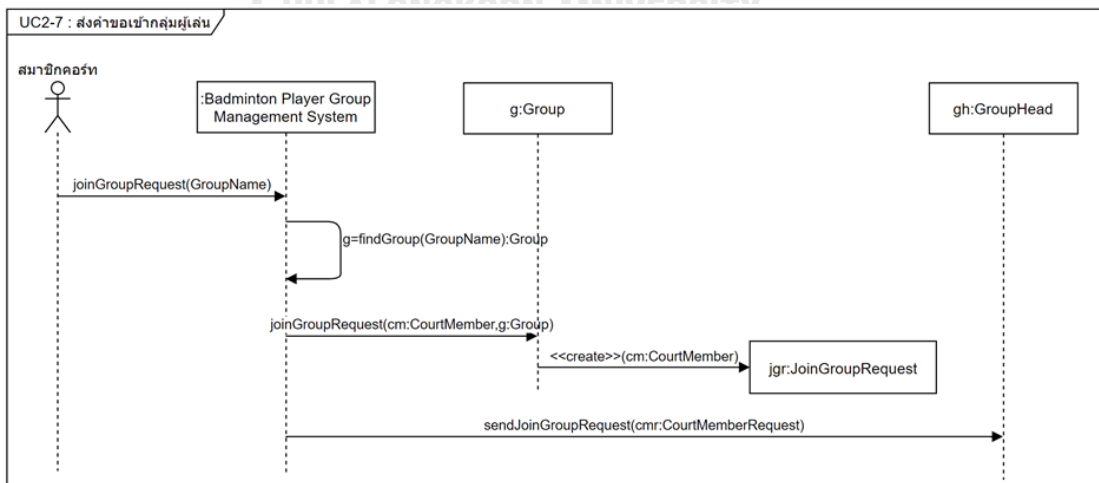 UC2-7 : ส่งคำขอเข้ากลุ่มผู้เล่น
สมาชิกคอร์ท
:Badminton Player Group
Management System
g:Group
gh:GroupHead
joinGroupRequest(GroupName)
g=findGroup(GroupName):Group
joinGroupRequest(cm:CourtMember,g:Group)
<<create>>(cm:CourtMember)
jgr:JoinGroupRequest
sendJoinGroupRequest(cmr:CourtMemberRequest)